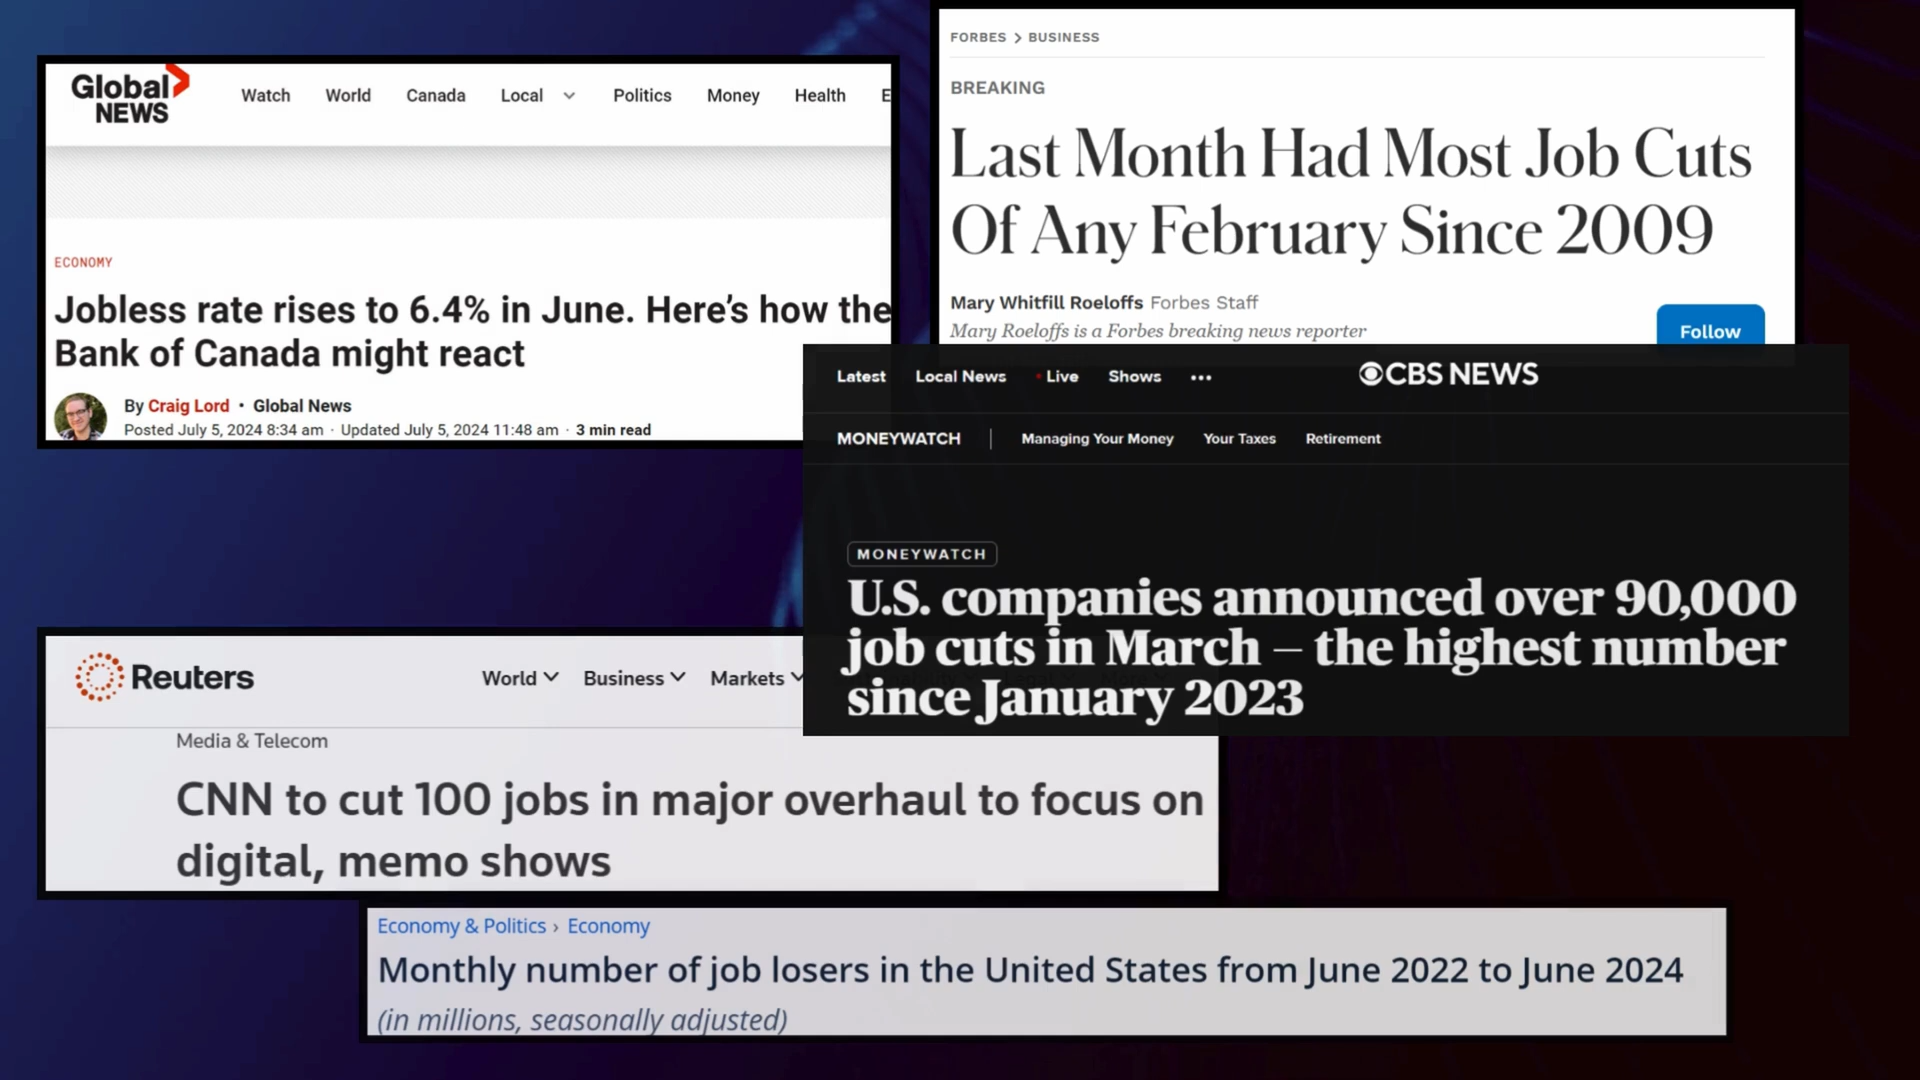 Global NEWS
Watch World Canada Local Politics Money Health E
ECONOMY
Jobless rate rises to 6.4% in June. Here’s how the
Bank of Canada might react
By Craig Lord • Global News
Posted July 5, 2024 8:34 am · Updated July 5, 2024 11:48 am · 3 min read
FORBES > BUSINESS
BREAKING
Last Month Had Most Job Cuts
Of Any February Since 2009
Mary Whitfill Roeloffs Forbes Staff
Mary Roeloffs is a Forbes breaking news reporter
Follow
Latest Local News Live Shows ••• CBS NEWS
MONEYWATCH | Managing Your Money Your Taxes Retirement
MONEYWATCH
U.S. companies announced over 90,000
job cuts in March – the highest number
since January 2023
Reuters World Business Markets
Media & Telecom
CNN to cut 100 jobs in major overhaul to focus on
digital, memo shows
Economy & Politics › Economy
Monthly number of job losers in the United States from June 2022 to June 2024
(in millions, seasonally adjusted)